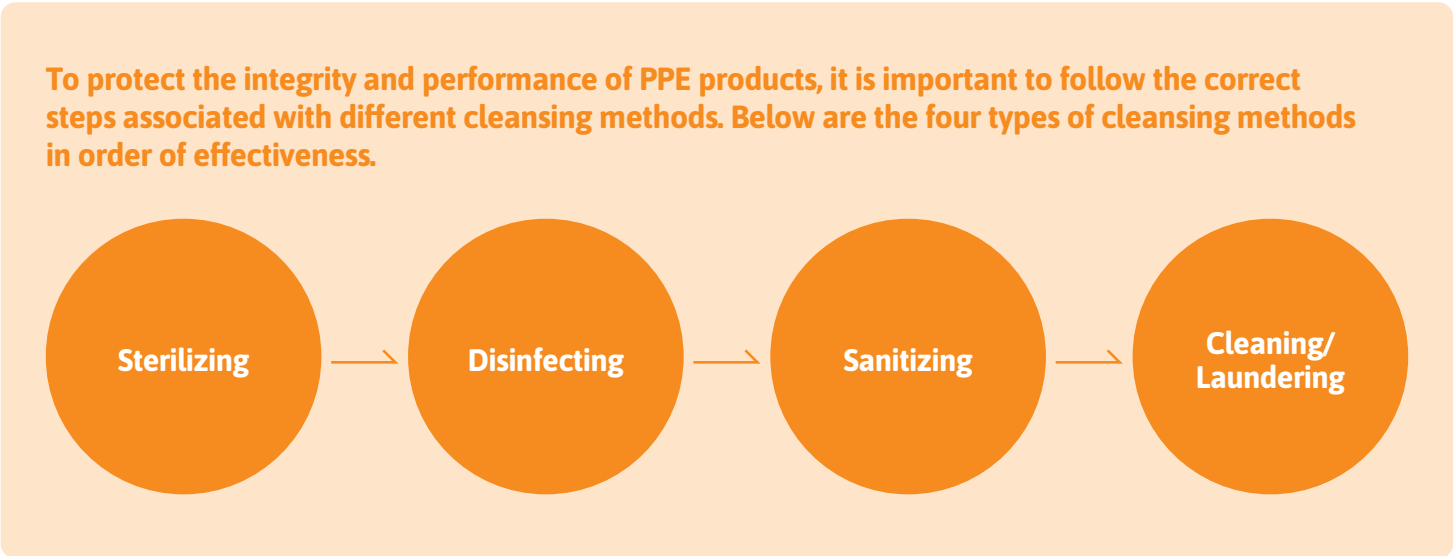 To protect the integrity and performance of PPE products, it is important to follow the correct
steps associated with different cleansing methods. Below are the four types of cleansing methods
in order of effectiveness.
Sterilizing
Disinfecting
Sanitizing
Cleaning/
Laundering